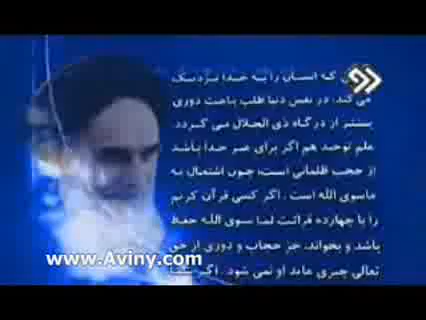 که انسان را به خدا نزدیک
می کند، در نفس دنیا طلب باعث دوری
بیشتر از درگاه ذی الجلال می گردد.
علم توحید هم اگر برای غیر خدا باشد
از حجب ظلمانی است، چون اشتغال به
ماسوی الله است. اگر کسی قرآن کریم
را با چهارده قرائت لما سوی الله حفظ
باشد و بخواند، جز حجاب و دوری از حق
تعالی چیزی عاید او نمی شود. اگر شما
www.Aviny.com